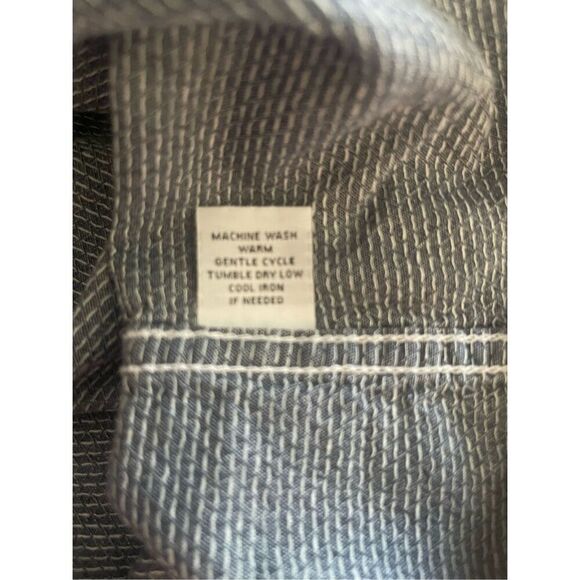 MACHINE WASH
WARM
GENTLE CYCLE
TUMBLE DRY LOW
COOL IRON
IF NEEDED